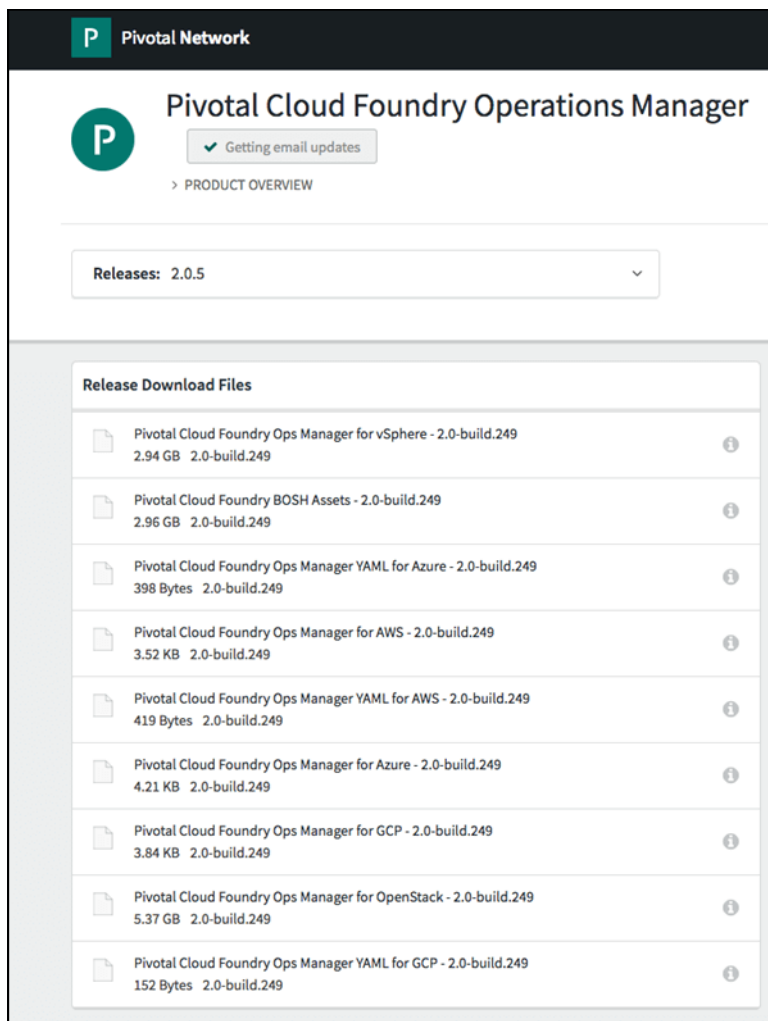 P Pivotal Network
Pivotal Cloud Foundry Operations Manager
P
Getting email updates
> PRODUCT OVERVIEW
Releases: 2.0.5
Release Download Files
Pivotal Cloud Foundry Ops Manager for vSphere - 2.0-build.249
2.94 GB 2.0-build.249
Pivotal Cloud Foundry BOSH Assets - 2.0-build.249
2.96 GB 2.0-build.249
Pivotal Cloud Foundry Ops Manager YAML for Azure - 2.0-build.249
398 Bytes 2.0-build.249
Pivotal Cloud Foundry Ops Manager for AWS - 2.0-build.249
3.52 KB 2.0-build.249
Pivotal Cloud Foundry Ops Manager YAML for AWS - 2.0-build.249
419 Bytes 2.0-build.249
Pivotal Cloud Foundry Ops Manager for Azure - 2.0-build.249
4.21 KB 2.0-build.249
Pivotal Cloud Foundry Ops Manager for GCP - 2.0-build.249
3.84 KB 2.0-build.249
Pivotal Cloud Foundry Ops Manager for OpenStack - 2.0-build.249
5.37 GB 2.0-build.249
Pivotal Cloud Foundry Ops Manager YAML for GCP - 2.0-build.249
152 Bytes 2.0-build.249